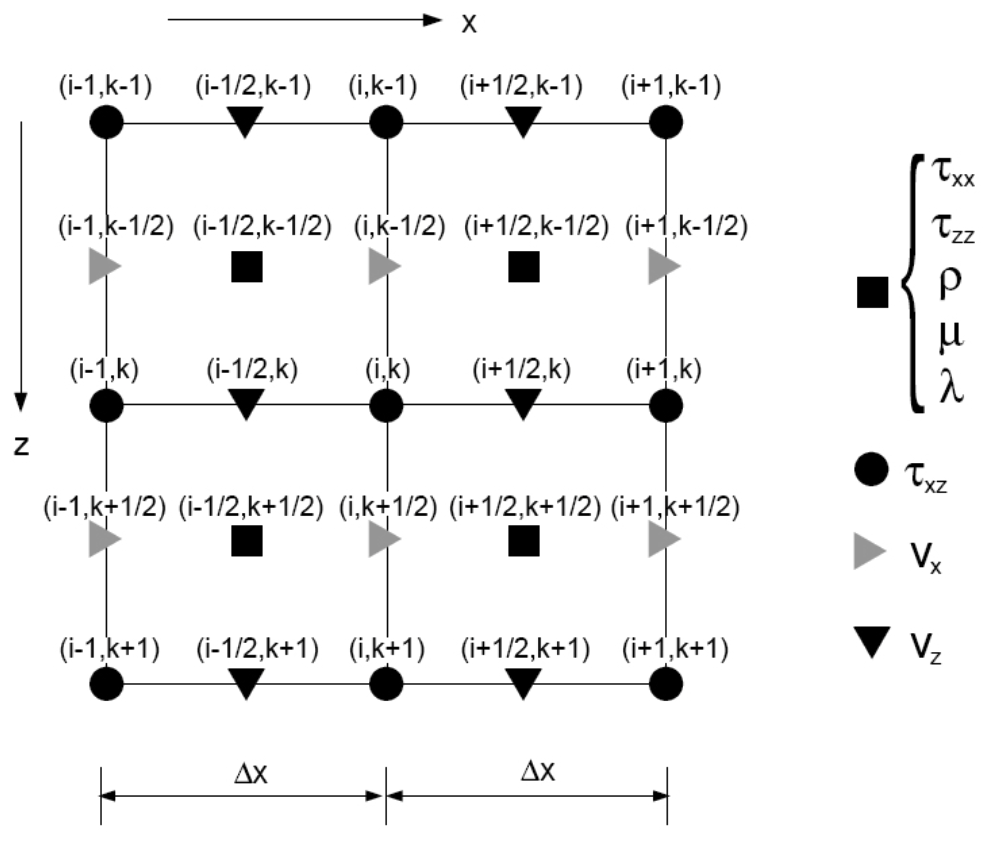 x
(i-1,k-1) (i-1/2,k-1) (i,k-1) (i+1/2,k-1) (i+1,k-1)
(i-1,k-1/2) (i-1/2,k-1/2) (i,k-1/2) (i+1/2,k-1/2) (i+1,k-1/2)
(i-1,k) (i-1/2,k) (i,k) (i+1/2,k) (i+1,k)
z
(i-1,k+1/2) (i-1/2,k+1/2) (i,k+1/2) (i+1/2,k+1/2) (i+1,k+1/2)
(i-1,k+1) (i-1/2,k+1) (i,k+1) (i+1/2,k+1) (i+1,k+1)
Δx Δx
τxx
τzz
ρ
μ
λ
τxz
Vx
Vz